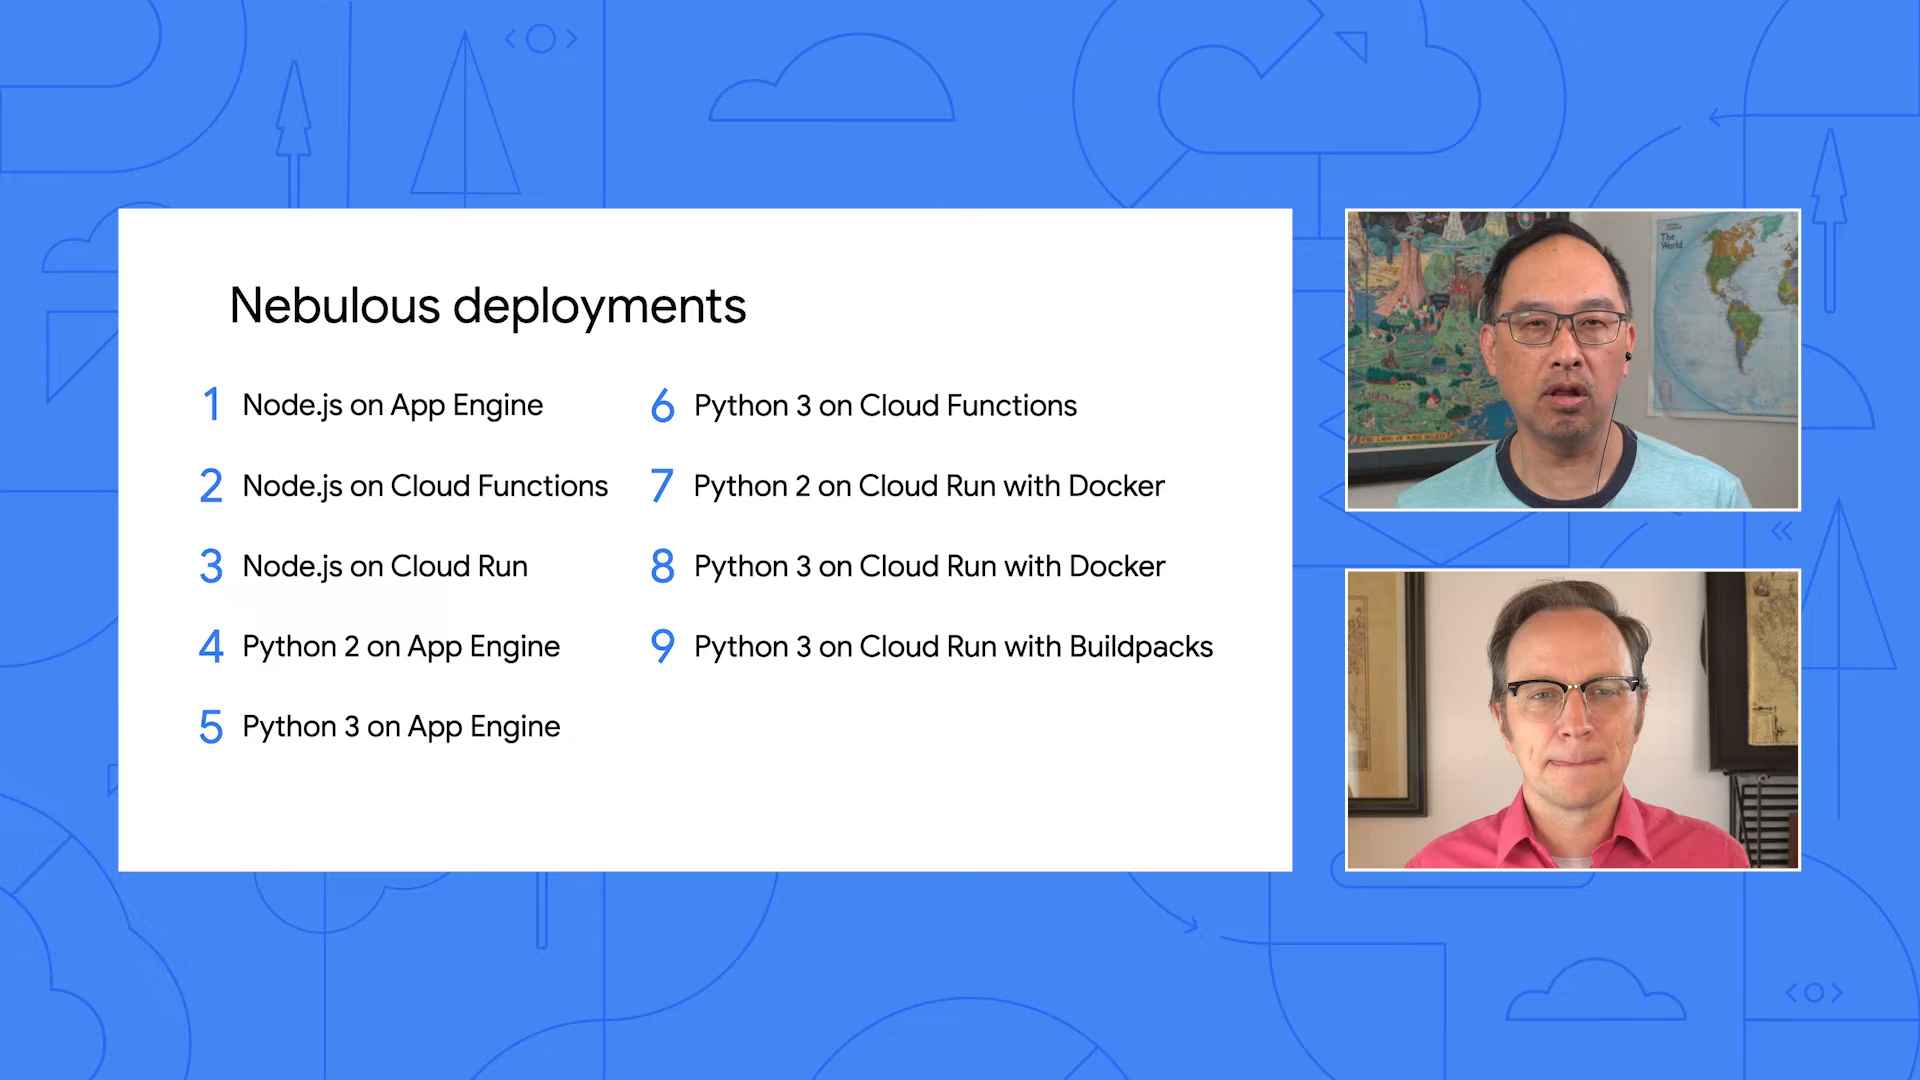 Nebulous deployments
1 Node.js on App Engine
2 Node.js on Cloud Functions
3 Node.js on Cloud Run
4 Python 2 on App Engine
5 Python 3 on App Engine
6 Python 3 on Cloud Functions
7 Python 2 on Cloud Run with Docker
8 Python 3 on Cloud Run with Docker
9 Python 3 on Cloud Run with Buildpacks
The
World